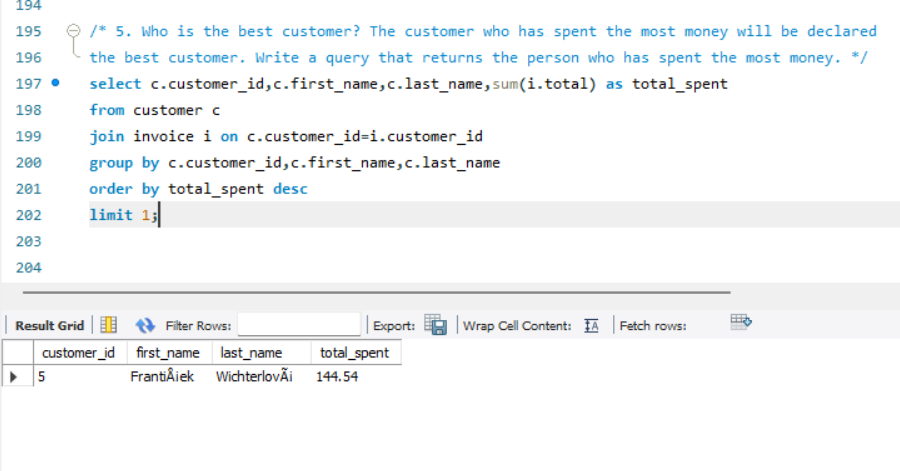 194
195 /* 5. Who is the best customer? The customer who has spent the most money will be declared
196 the best customer. Write a query that returns the person who has spent the most money. */
197 select c.customer_id,c.first_name,c.last_name,sum(i.total) as total_spent
198 from customer c
199 join invoice i on c.customer_id=i.customer_id
200 group by c.customer_id,c.first_name,c.last_name
201 order by total_spent desc
202 limit 1;
203
204
Result Grid Filter Rows: Export: Wrap Cell Content: Fetch rows:
customer_id first_name last_name total_spent
5 FrantiÅiek WichterlovÃi 144.54